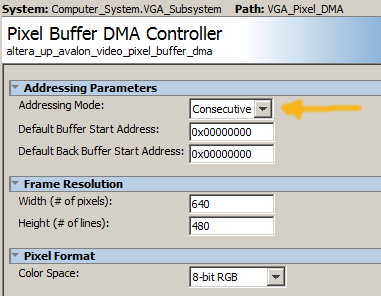 System: Computer_System.VGA_Subsystem Path: VGA_Pixel_DMA
Pixel Buffer DMA Controller
altera_up_avalon_video_pixel_buffer_dma
Addressing Parameters
Addressing Mode: Consecutive
Default Buffer Start Address: 0x00000000
Default Back Buffer Start Address: 0x00000000
Frame Resolution
Width (# of pixels): 640
Height (# of lines): 480
Pixel Format
Color Space: 8-bit RGB